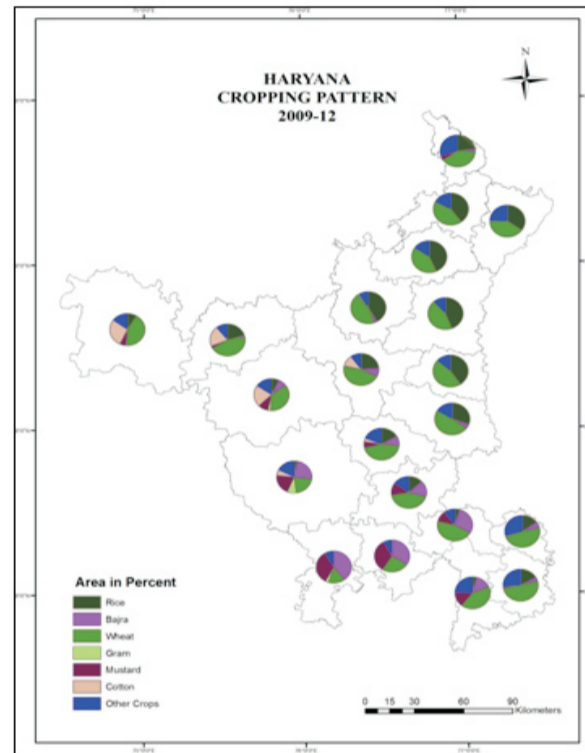 HARYANA
CROPPING PATTERN
2009-12
N
Area in Percent
Rice
Bajra
Wheat
Gram
Mustard
Cotton
Other Crops
0 15 30 60 90
Kilometers